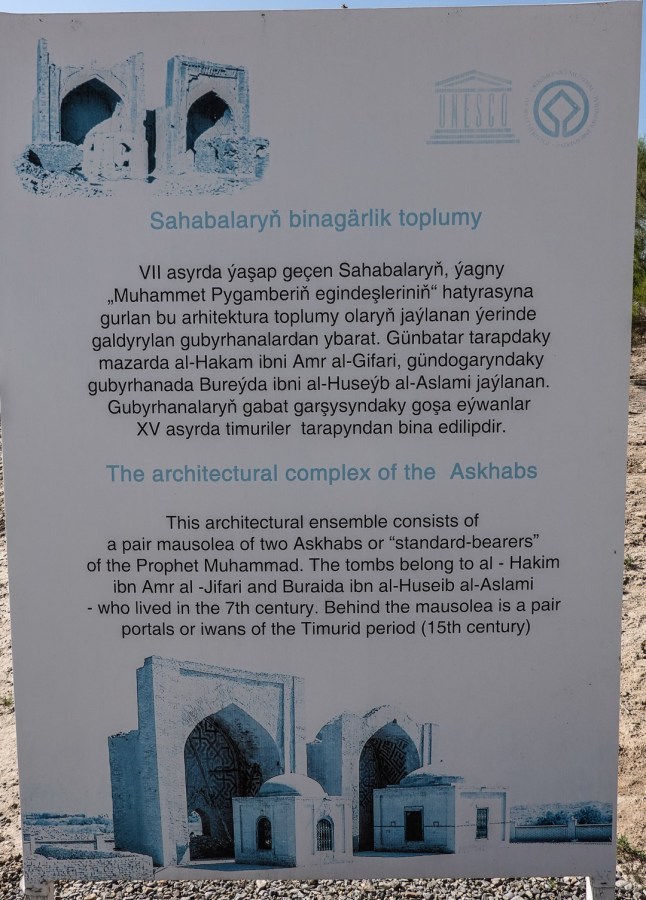 UNESCO
Sahabalaryň binagärlik toplumy
VII asyrda ýaşap geçen Sahabalaryň, ýagny
„Muhammet Pygamberiň egindeşleriniň“ hatyrasyna
gurlan bu arhitektura toplumy olaryň jaýlanan ýerinde
galdyrylan gubyrhanalardan ybarat. Günbatar tarapdaky
mazarda al-Hakam ibni Amr al-Gifari, gündogaryndaky
gubyrhanada Bureýda ibni al-Huseýb al-Aslami jaýlanan.
Gubyrhanalaryň gabat garşysyndaky goşa eýwanlar
XV asyrda timuriler tarapyndan bina edilipdir.
The architectural complex of the Askhabs
This architectural ensemble consists of
a pair mausolea of two Askhabs or “standard-bearers”
of the Prophet Muhammad. The tombs belong to al - Hakim
ibn Amr al -Jifari and Buraida ibn al-Huseib al-Aslami
- who lived in the 7th century. Behind the mausolea is a pair
portals or iwans of the Timurid period (15th century)